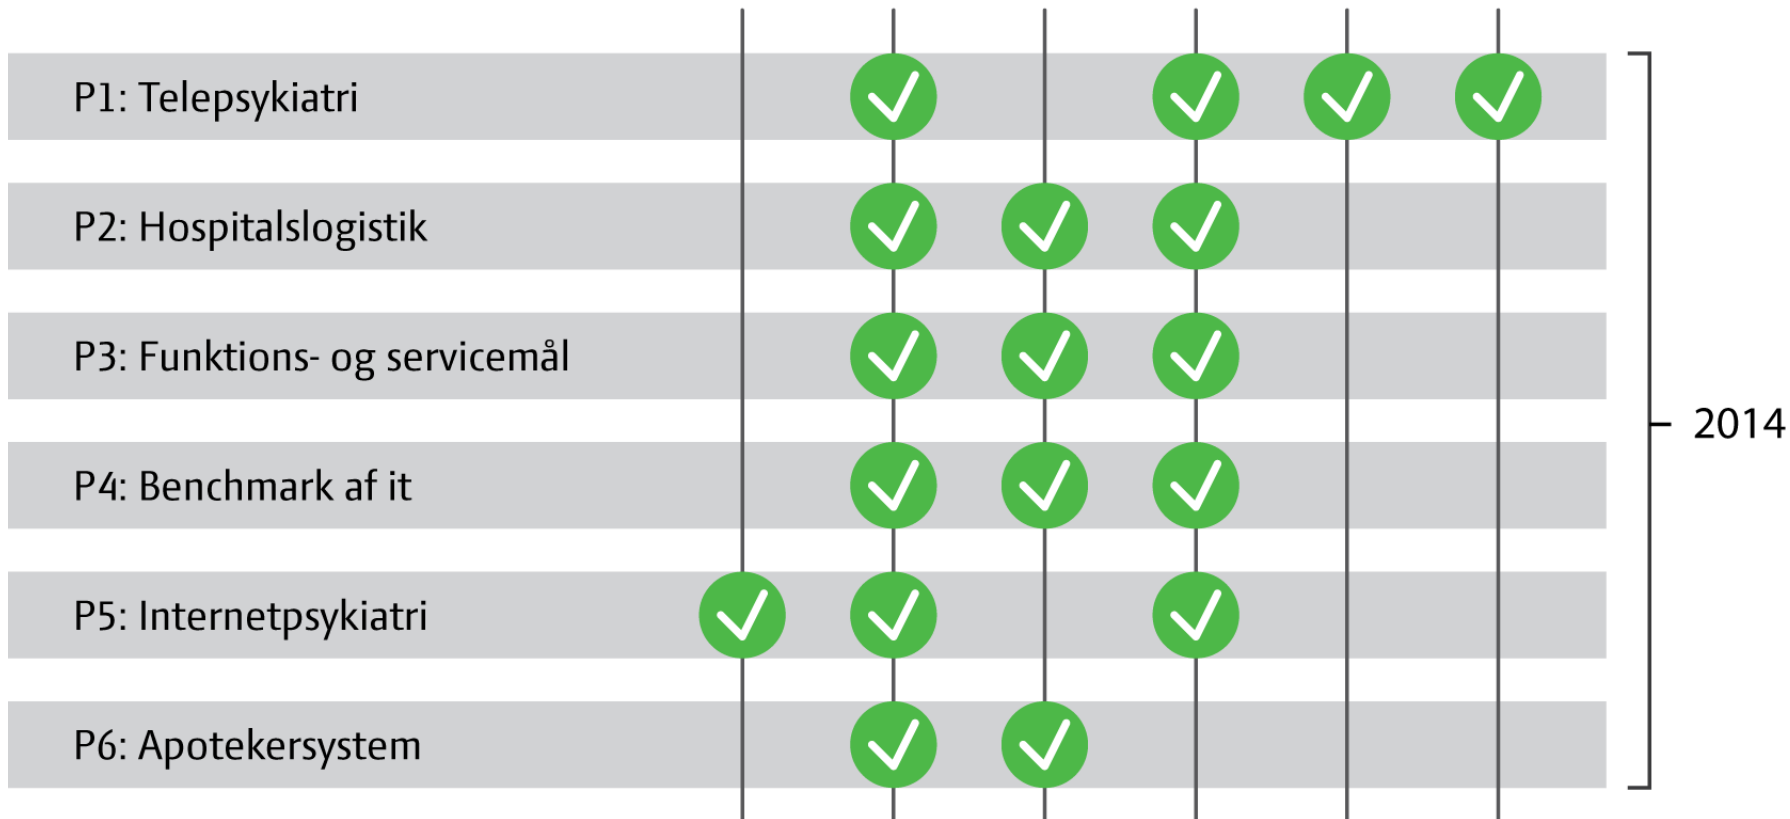 P1: Telepsykiatri
P2: Hospitalslogistik
P3: Funktions- og servicemål
P4: Benchmark af it
P5: Internetpsykiatri
P6: Apotekersystem
2014